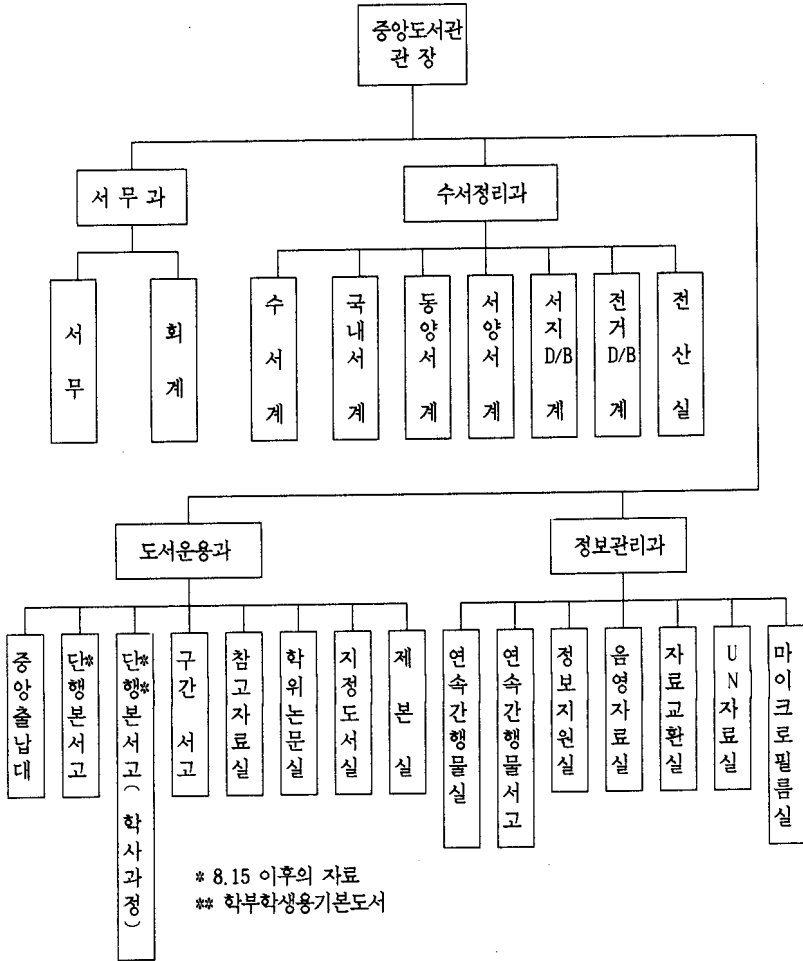 중앙도서관
관 장
서 무 과
수서정리과
서 무
회 계
수 서 계
국내서 계
동양서 계
서양서 계
서지 D/B 계
전거 D/B 계
전 산 실
도서운용과
정보관리과
중앙출납대
단*행본서고
단*행*본서고( 학사과정 )
구간 서고
참고자료실
학위논문실
지정도서실
제 본 실
연속간행물실
연속간행물서고
정보지원실
음영자료실
자료교환실
UN자료실
마이크로필름실
* 8.15 이후의 자료
** 학부학생용기본도서